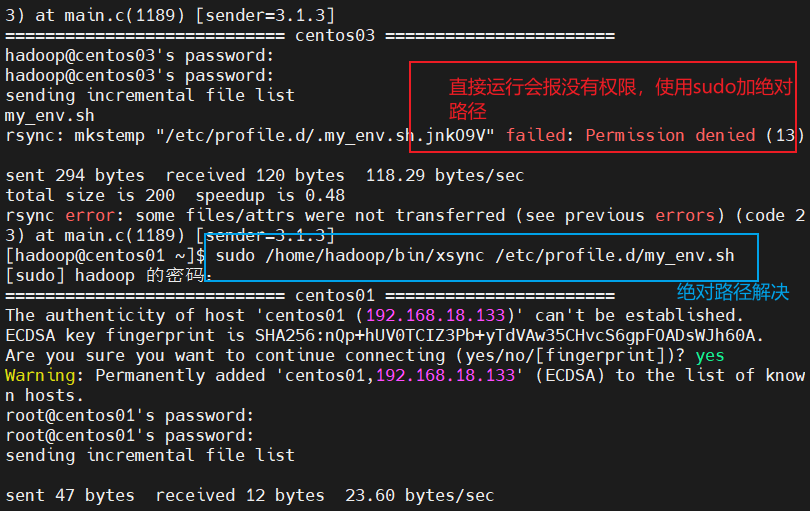 3) at main.c(1189) [sender=3.1.3]
============================ centos03 =======================
hadoop@centos03's password:
hadoop@centos03's password:
sending incremental file list
直接运行会报没有权限，使用sudo加绝对
路径
my_env.sh
rsync: mkstemp "/etc/profile.d/.my_env.sh.jnkO9V" failed: Permission denied (13)
sent 294 bytes  received 120 bytes  118.29 bytes/sec
total size is 200  speedup is 0.48
rsync error: some files/attrs were not transferred (see previous errors) (code 2
3) at main.c(1189) [sender=3.1.3]
[hadoop@centos01 ~]$ sudo /home/hadoop/bin/xsync /etc/profile.d/my_env.sh
[sudo] hadoop 的密码：
绝对路径解决
============================ centos01 =======================
The authenticity of host 'centos01 (192.168.18.133)' can't be established.
ECDSA key fingerprint is SHA256:nQp+hUV0TCIZ3Pb+yTdVAw35CHvcS6gpFOADsWJh60A.
Are you sure you want to continue connecting (yes/no/[fingerprint])? yes
Warning: Permanently added 'centos01,192.168.18.133' (ECDSA) to the list of know
n hosts.
root@centos01's password:
root@centos01's password:
sending incremental file list
sent 47 bytes  received 12 bytes  23.60 bytes/sec